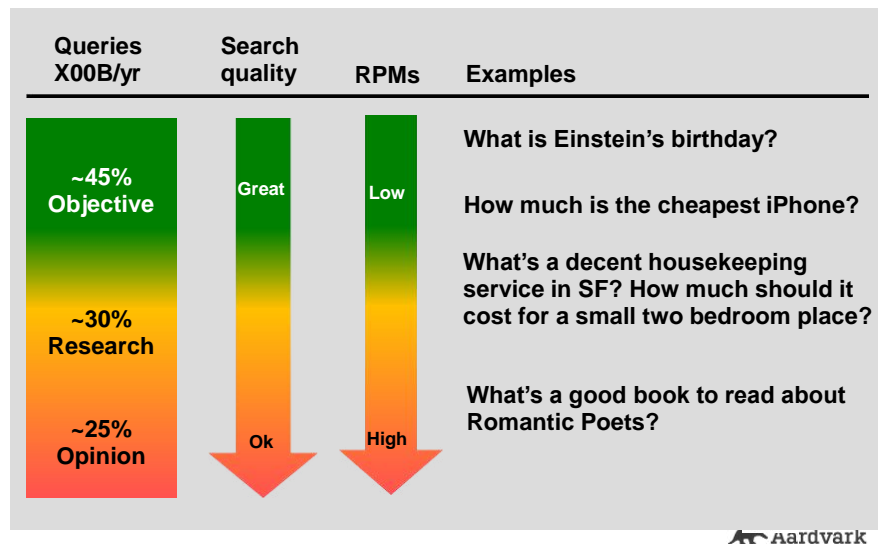 Queries
X00B/yr
Search
quality
RPMs
Examples
~45%
Objective
~30%
Research
~25%
Opinion
Great
Ok
Low
High
What is Einstein’s birthday?
How much is the cheapest iPhone?
What’s a decent housekeeping
service in SF? How much should it
cost for a small two bedroom place?
What’s a good book to read about
Romantic Poets?
Aardvark